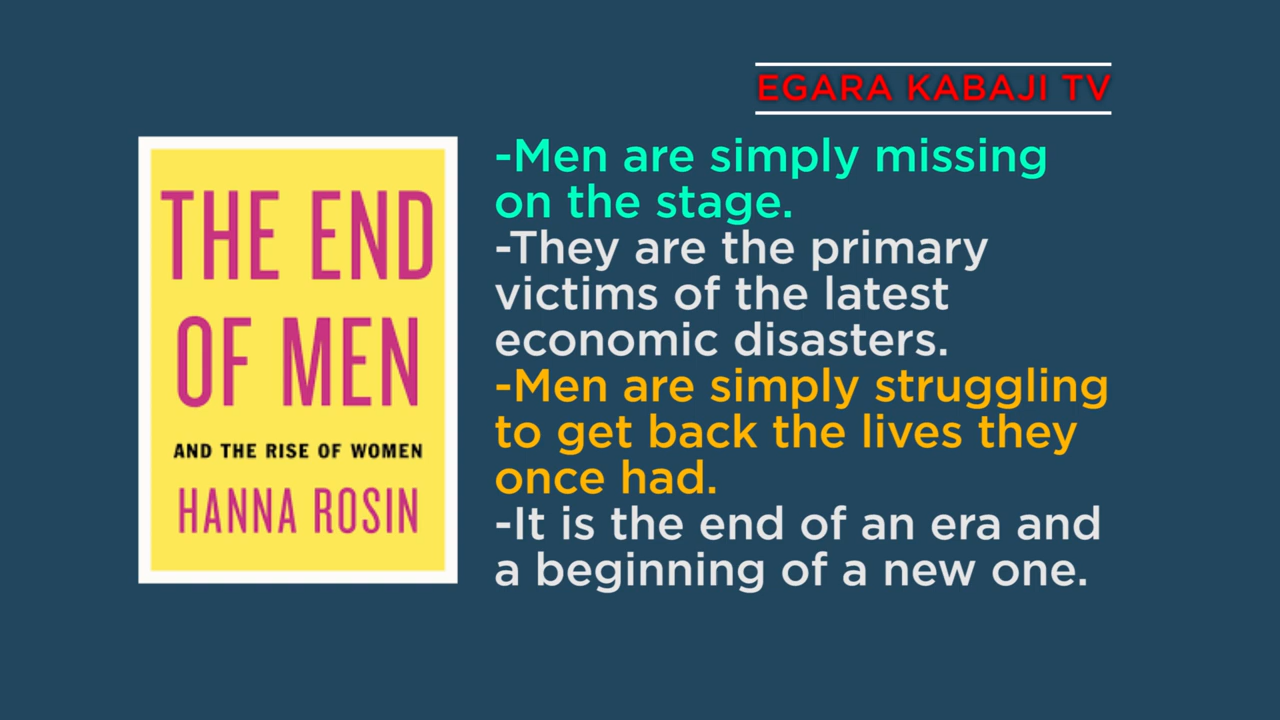 EGARA KABAJI TV
THE END
OF MEN
AND THE RISE OF WOMEN
HANNA ROSIN
-Men are simply missing
on the stage.
-They are the primary
victims of the latest
economic disasters.
-Men are simply struggling
to get back the lives they
once had.
-It is the end of an era and
a beginning of a new one.